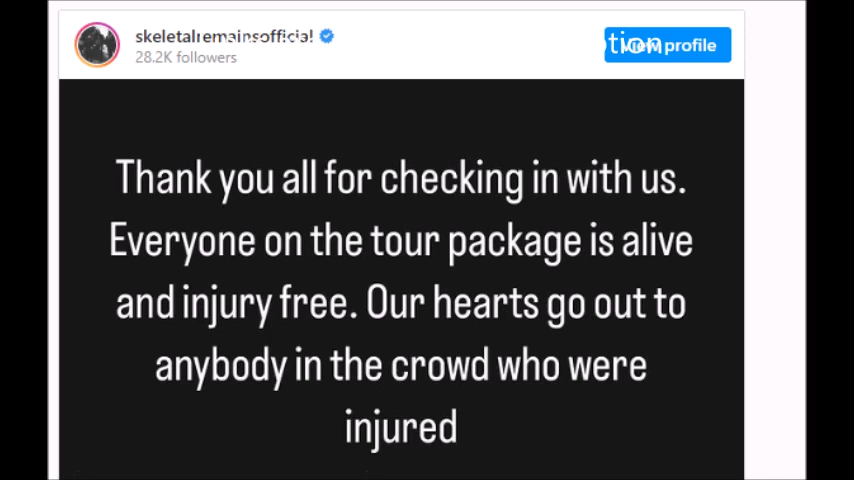 skeletalremainsofficial
28.2K followers
View profile
Thank you all for checking in with us.
Everyone on the tour package is alive
and injury free. Our hearts go out to
anybody in the crowd who were
injured